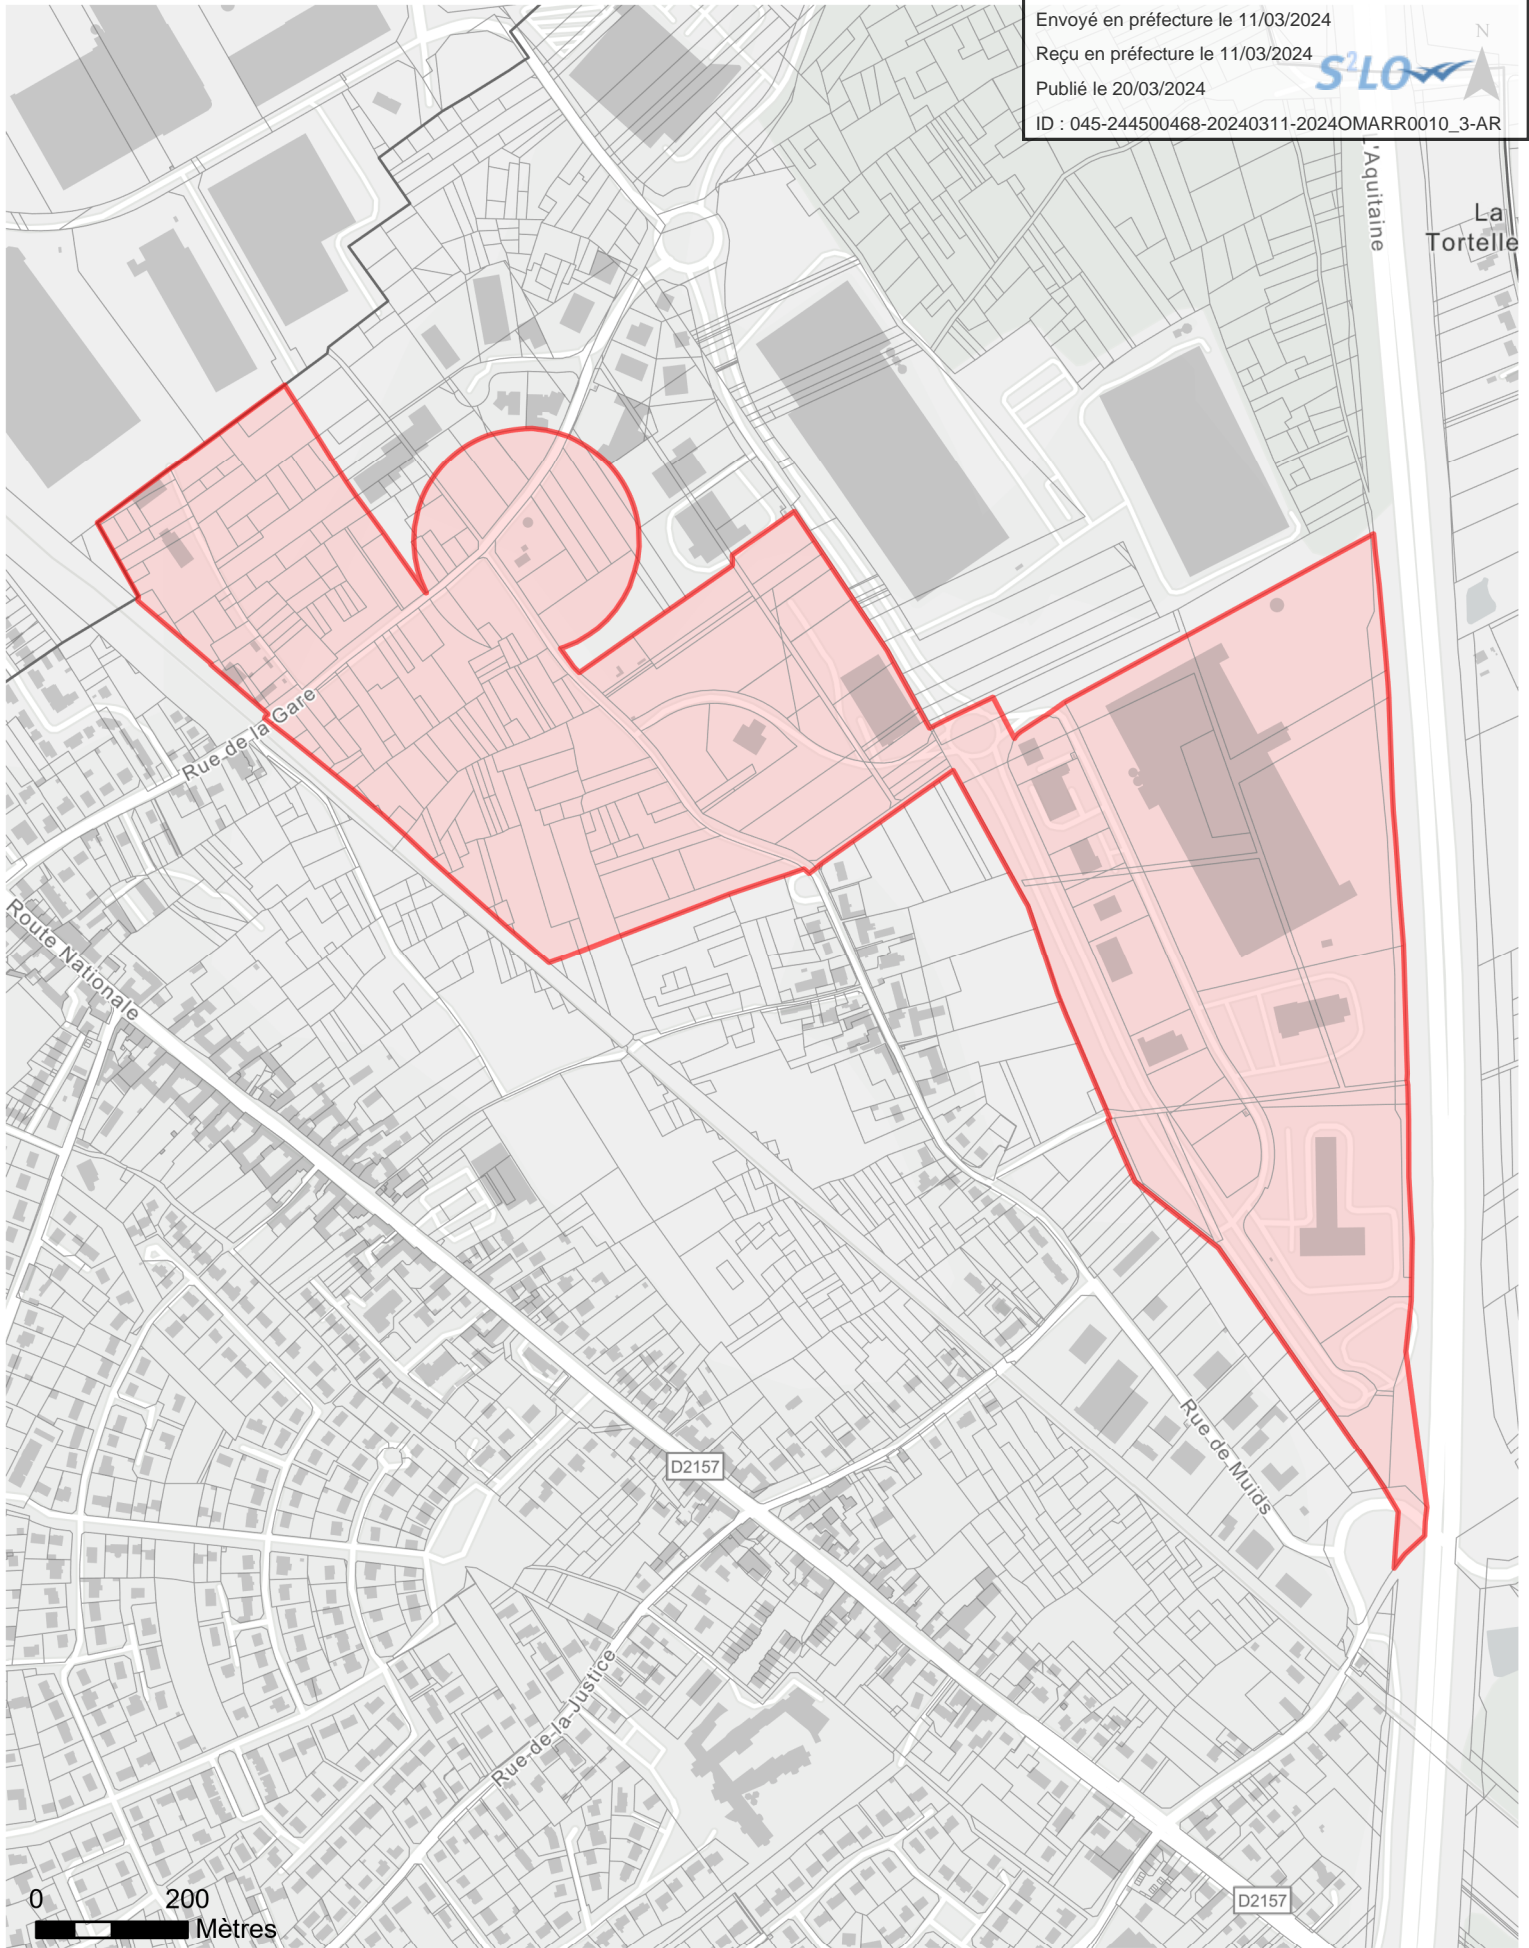 Envoyé en préfecture le 11/03/2024
Reçu en préfecture le 11/03/2024
Publié le 20/03/2024
S²LO
ID : 045-244500468-20240311-2024OMARR0010_3-AR
N
L'Aquitaine
La
Tortelle
Rue de la Gare
Route Nationale
D2157
Rue de Muids
Rue-de-la-Justice
D2157
0 200
Mètres